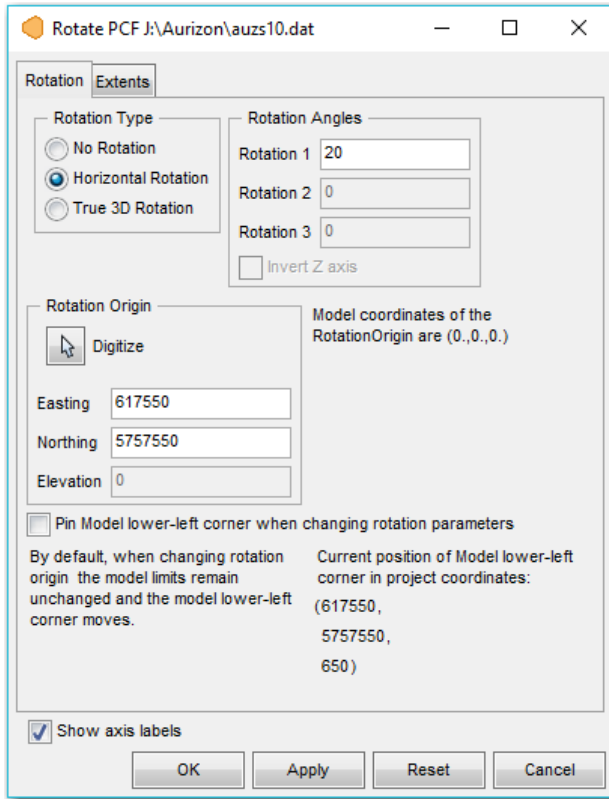 Rotate PCF J:\Aurizon\auzs10.dat
Rotation
Extents
Rotation Type
No Rotation
Horizontal Rotation
True 3D Rotation
Rotation Angles
Rotation 1 20
Rotation 2 0
Rotation 3 0
Invert Z axis
Rotation Origin
Digitize
Easting 617550
Northing 5757550
Elevation 0
Model coordinates of the
RotationOrigin are (0.,0.,0.)
Pin Model lower-left corner when changing rotation parameters
By default, when changing rotation
origin the model limits remain
unchanged and the model lower-left
corner moves.
Current position of Model lower-left
corner in project coordinates:
(617550,
5757550,
650)
Show axis labels
OK
Apply
Reset
Cancel